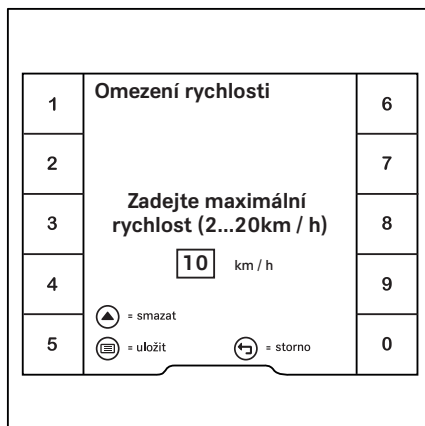 Omezení rychlosti
1
2
3
4
5
6
7
8
9
0
Zadejte maximální
rychlost (2...20km / h)
10 km / h
= smazat
= uložit
= storno